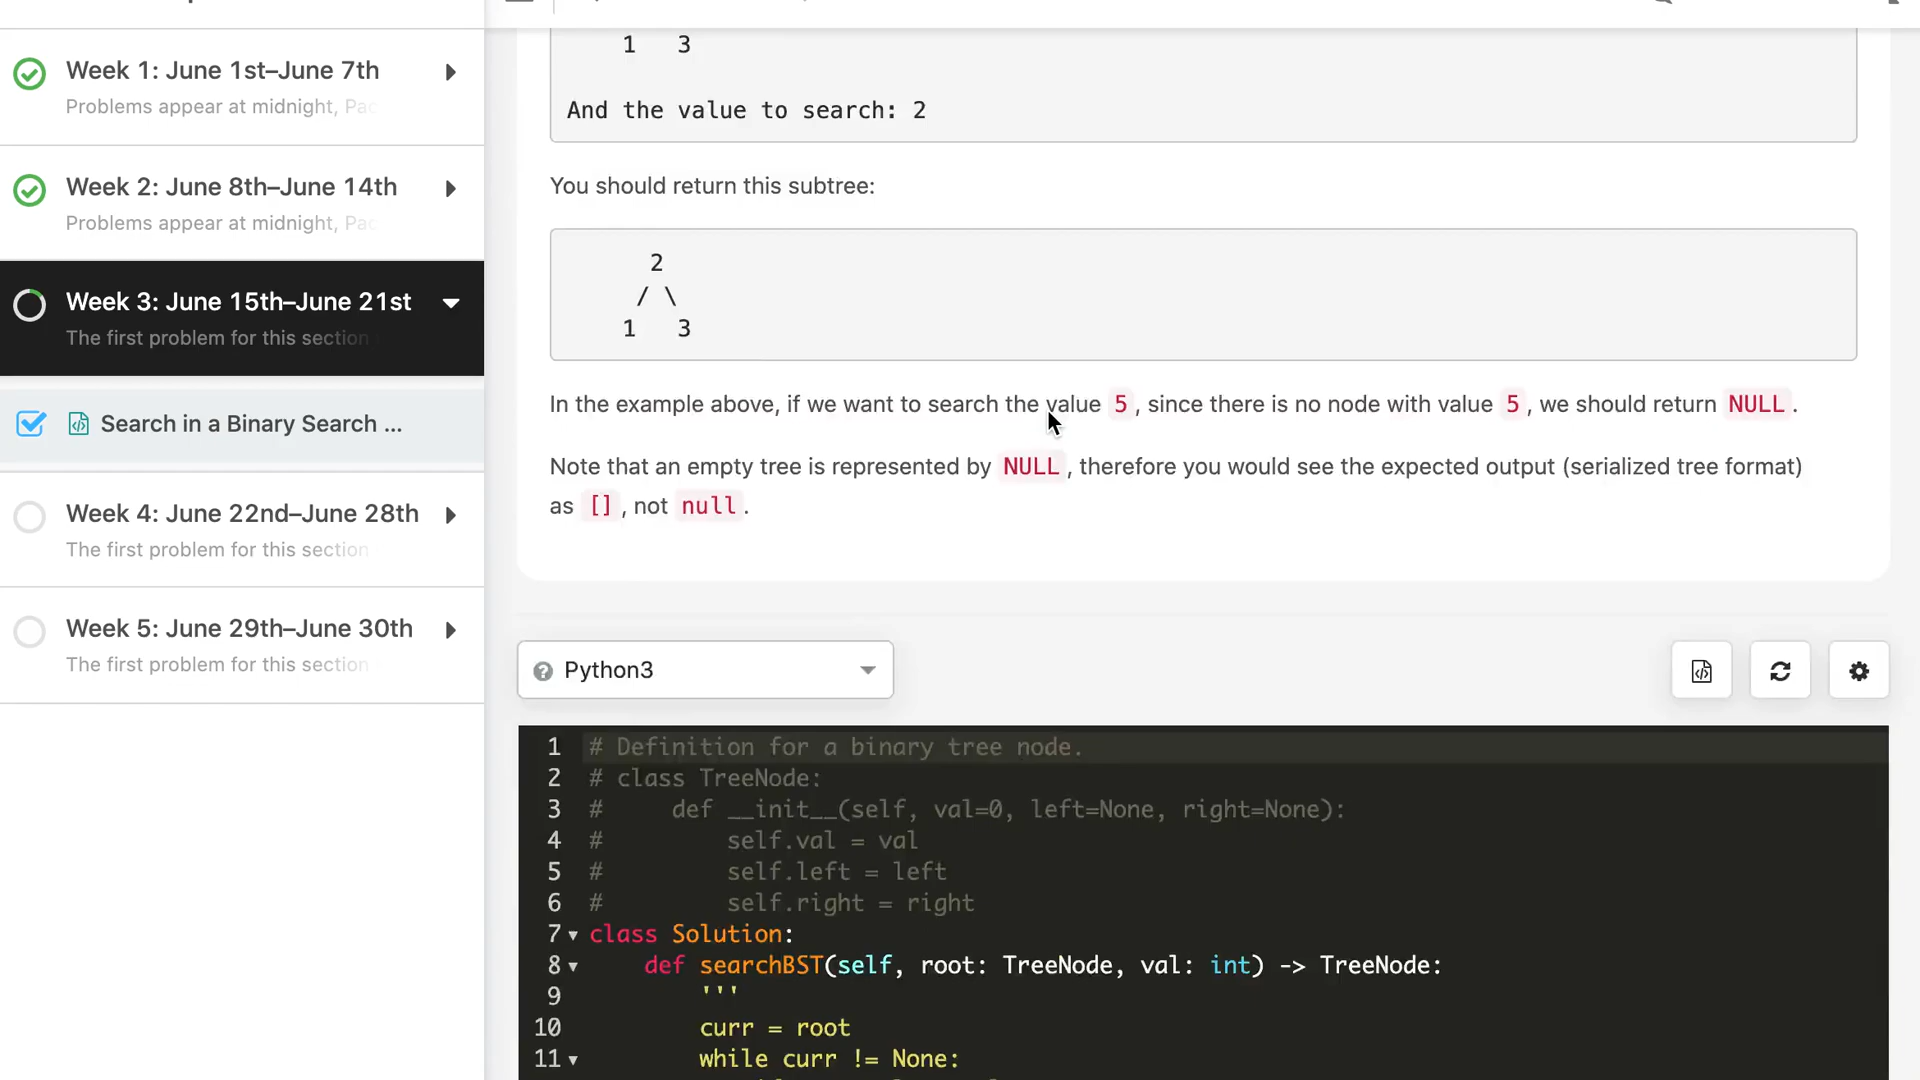 Week 1: June 1st–June 7th
Problems appear at midnight, Pac
Week 2: June 8th–June 14th
Problems appear at midnight, Pac
Week 3: June 15th–June 21st
The first problem for this section
Search in a Binary Search ...
Week 4: June 22nd–June 28th
The first problem for this section
Week 5: June 29th–June 30th
The first problem for this section
1   3
And the value to search: 2
You should return this subtree:
2
/ \
1   3
In the example above, if we want to search the value 5, since there is no node with value 5, we should return NULL.
Note that an empty tree is represented by NULL, therefore you would see the expected output (serialized tree format)
as [], not null.
Python3
1 # Definition for a binary tree node.
2 # class TreeNode:
3 #     def __init__(self, val=0, left=None, right=None):
4 #         self.val = val
5 #         self.left = left
6 #         self.right = right
7 class Solution:
8     def searchBST(self, root: TreeNode, val: int) -> TreeNode:
9         '''
10         curr = root
11         while curr != None: